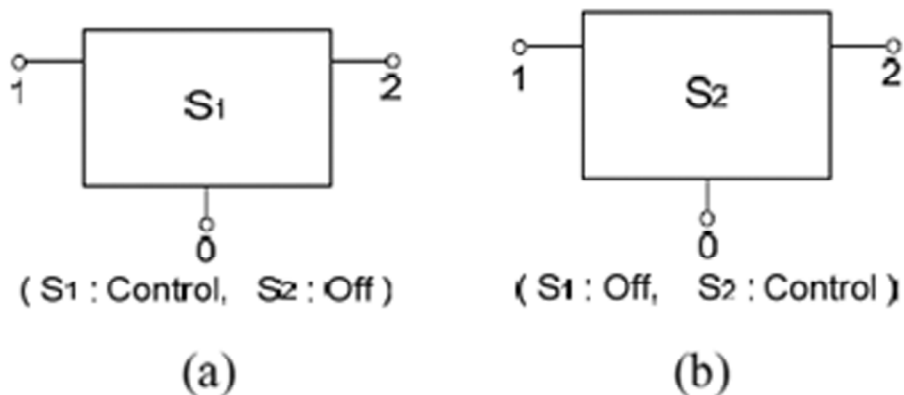 S1
1
2
0
( S1 : Control, S2 : Off )
(a)
S2
1
2
0
( S1 : Off, S2 : Control )
(b)